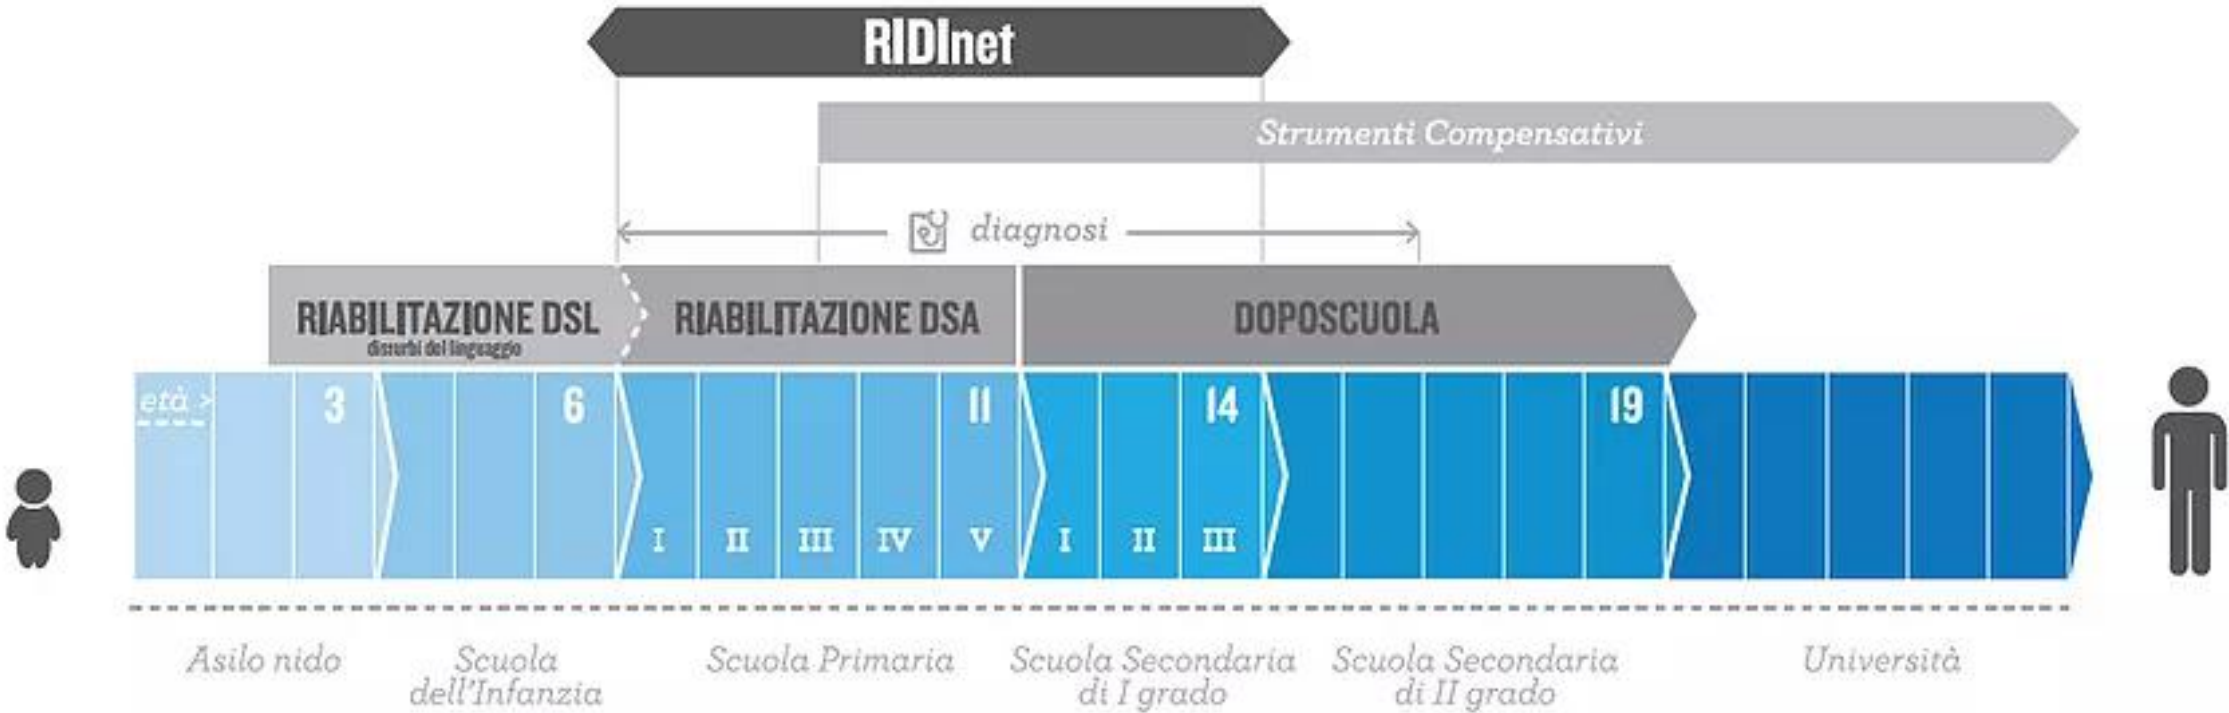 RIDInet
Strumenti Compensativi
diagnosi
RIABILITAZIONE DSL
disturbi del linguaggio
RIABILITAZIONE DSA
DOPOSCUOLA
età >
3
6
11
14
19
I II III IV V I II III
Asilo nido
Scuola
dell'Infanzia
Scuola Primaria
Scuola Secondaria
di I grado
Scuola Secondaria
di II grado
Università